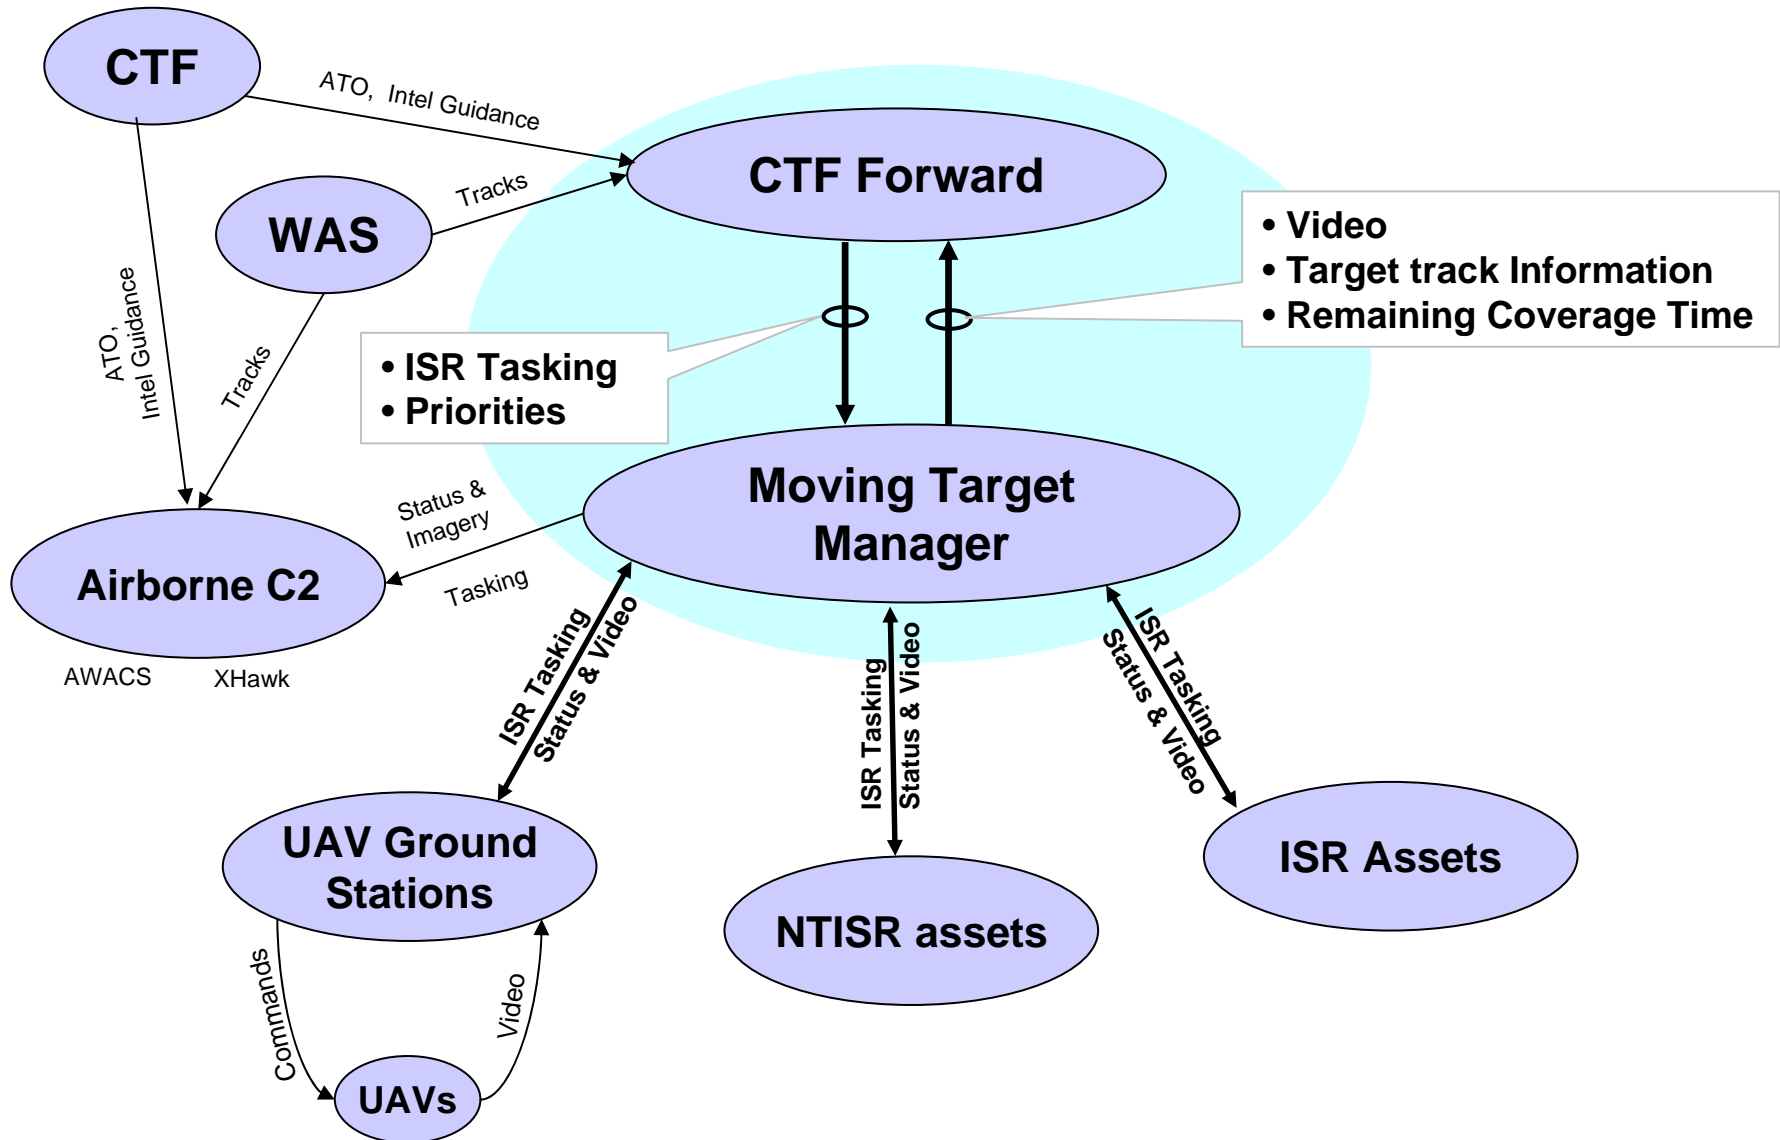 CTF
ATO,  Intel Guidance
CTF Forward
Tracks
WAS
• Video
• Target track Information
• Remaining Coverage Time
ATO,
Intel Guidance
Tracks
• ISR Tasking
• Priorities
Moving Target
Manager
Status &
Imagery
Tasking
Airborne C2
AWACS
XHawk
ISR Tasking
Status & Video
ISR Tasking
Status & Video
ISR Tasking
Status & Video
UAV Ground
Stations
NTISR assets
ISR Assets
Commands
Video
UAVs